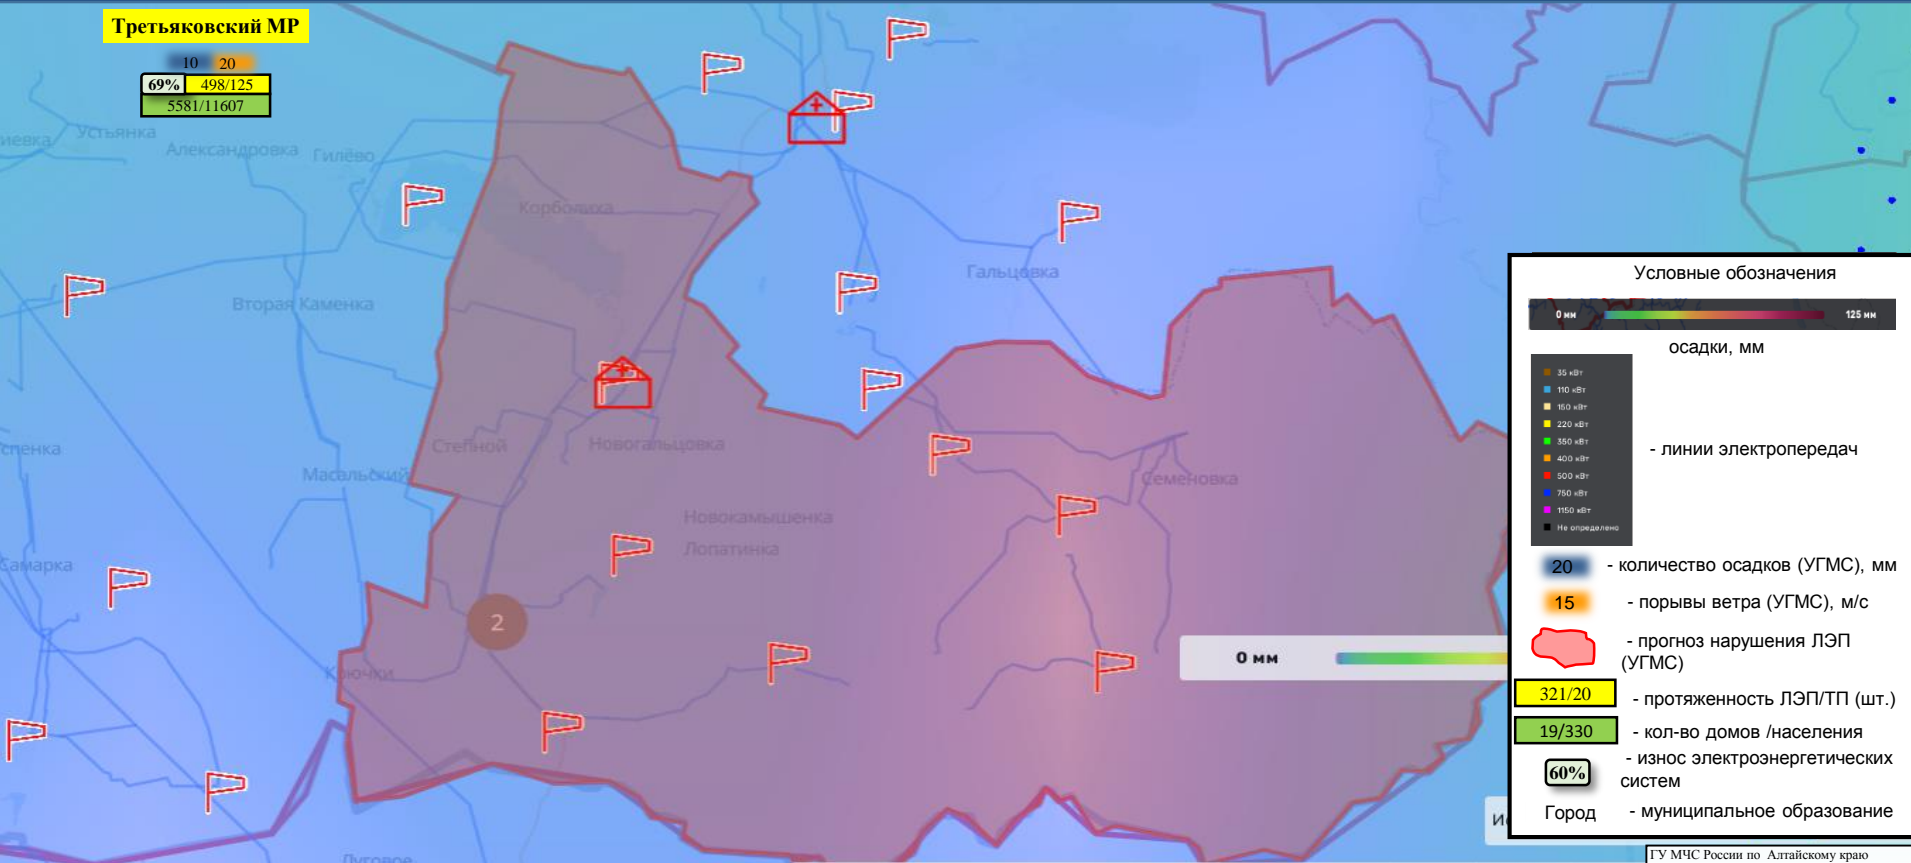 Третьяковский МР
10 20
69% 498/125
5581/11607
Устьянка
Александровка
Гилёво
Корболиха
Вторая Каменка
Гальцовка
Степной
Новогальцовка
Масальский
Семеновка
Новокамышенка
Лопатинка
Самарка
2
Крючки
Луговое
0 мм
Условные обозначения
0 мм 125 мм
осадки, мм
35 кВт
110 кВт
150 кВт
220 кВт
350 кВт
400 кВт
500 кВт
750 кВт
1150 кВт
Не определено
- линии электропередач
20 - количество осадков (УГМС), мм
15 - порывы ветра (УГМС), м/с
- прогноз нарушения ЛЭП
(УГМС)
321/20 - протяженность ЛЭП/ТП (шт.)
19/330 - кол-во домов /населения
60% - износ электроэнергетических
систем
Город - муниципальное образование
ГУ МЧС России по Алтайскому краю